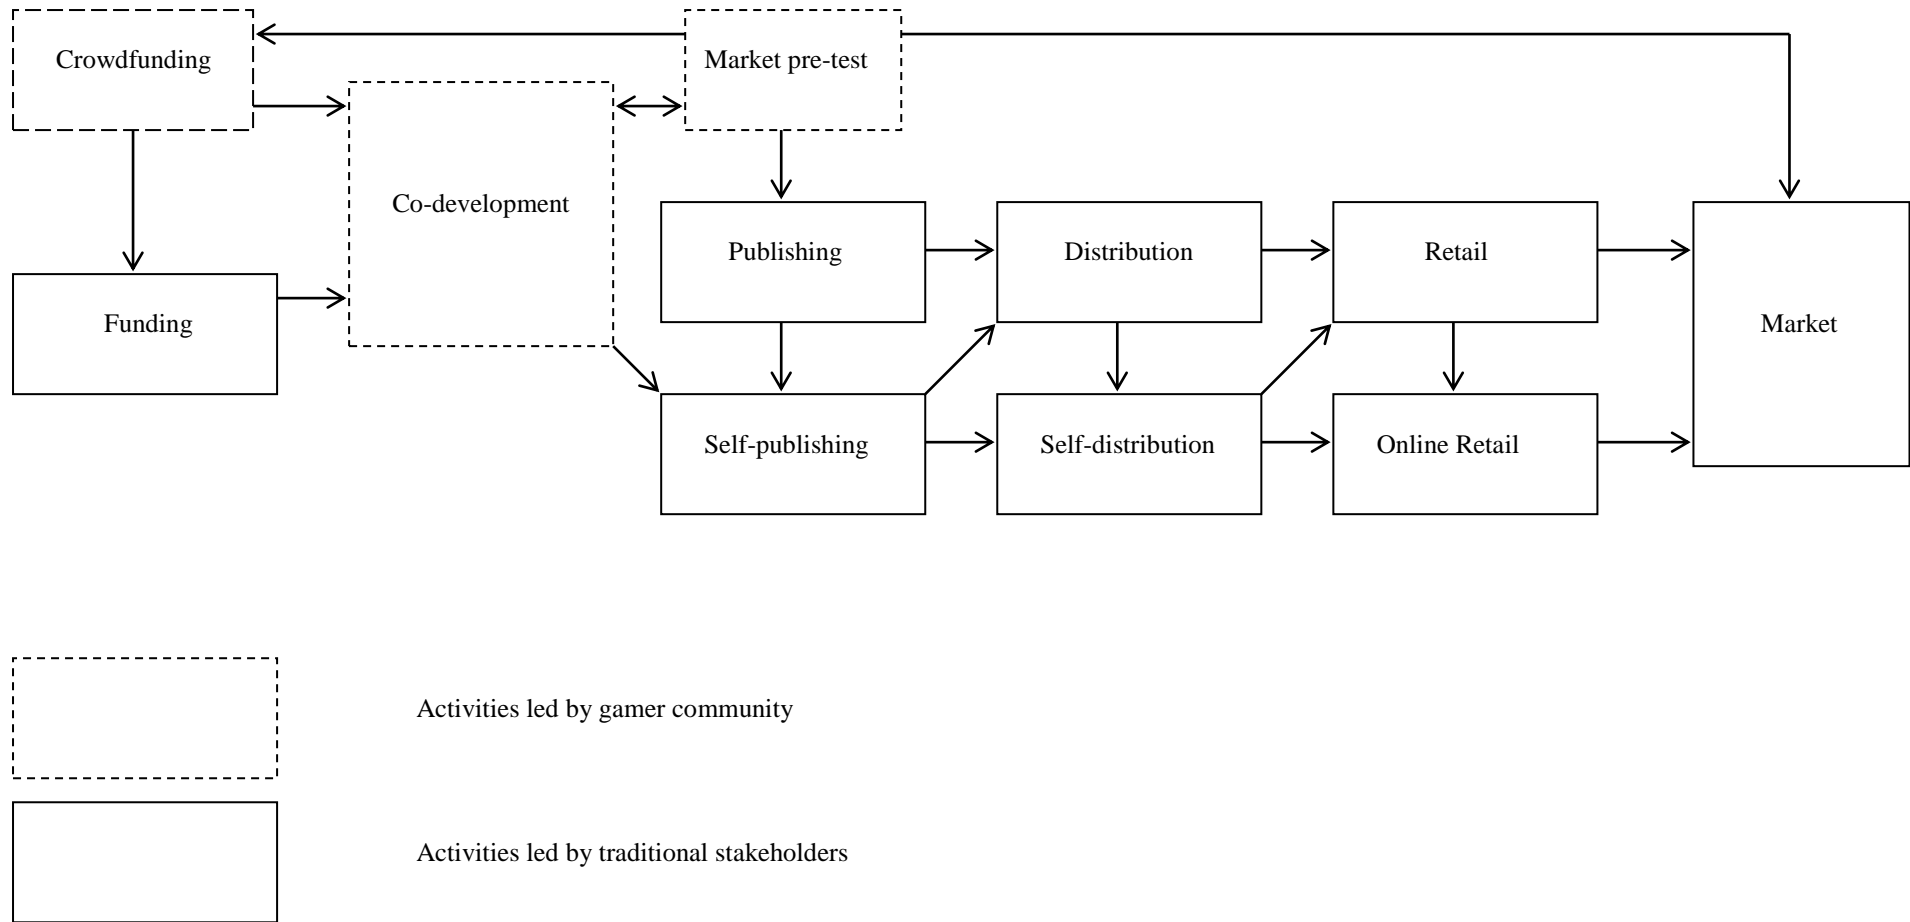 Crowdfunding
Market pre-test
Co-development
Publishing
Distribution
Retail
Funding
Market
Self-publishing
Self-distribution
Online Retail
Activities led by gamer community
Activities led by traditional stakeholders